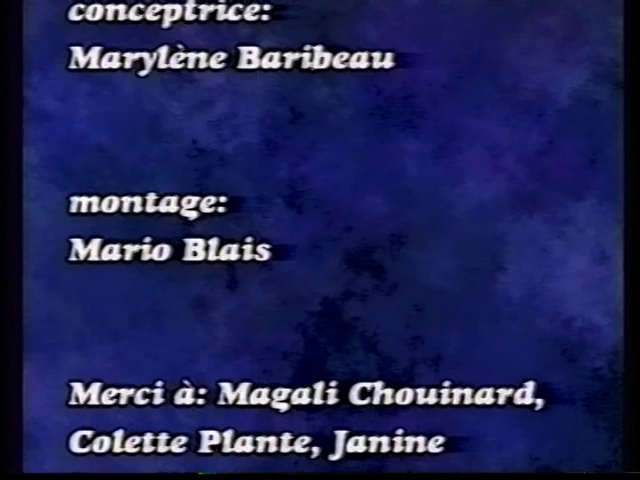 conceptrice:
Marylène Baribeau
montage:
Mario Blais
Merci à: Magali Chouinard,
Colette Plante, Janine